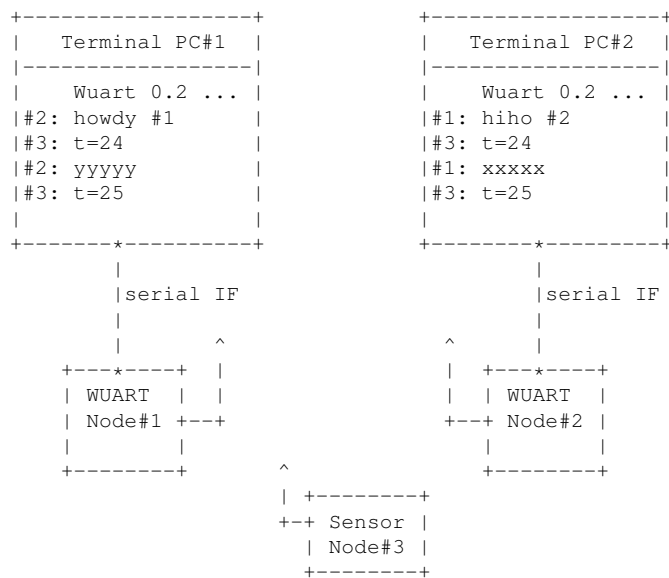 Terminal PC#1 Terminal PC#2
Wuart 0.2 ... Wuart 0.2 ...
#2: howdy #1 #1: hiho #2
#3: t=24 #3: t=24
#2: yyyyy #1: xxxxx
#3: t=25 #3: t=25
serial IF serial IF
WUART WUART
Node#1 Node#2
Sensor
Node#3